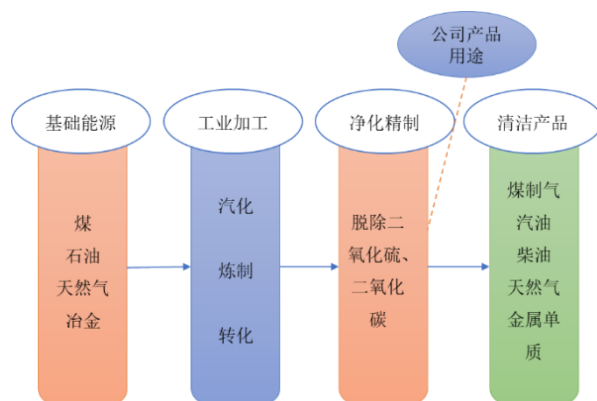 公司产品
用途
基础能源
工业加工
净化精制
清洁产品
煤
石油
天然气
冶金
汽化
炼制
转化
脱除二
氧化硫、
二氧化
碳
煤制气
汽油
柴油
天然气
金属单
质